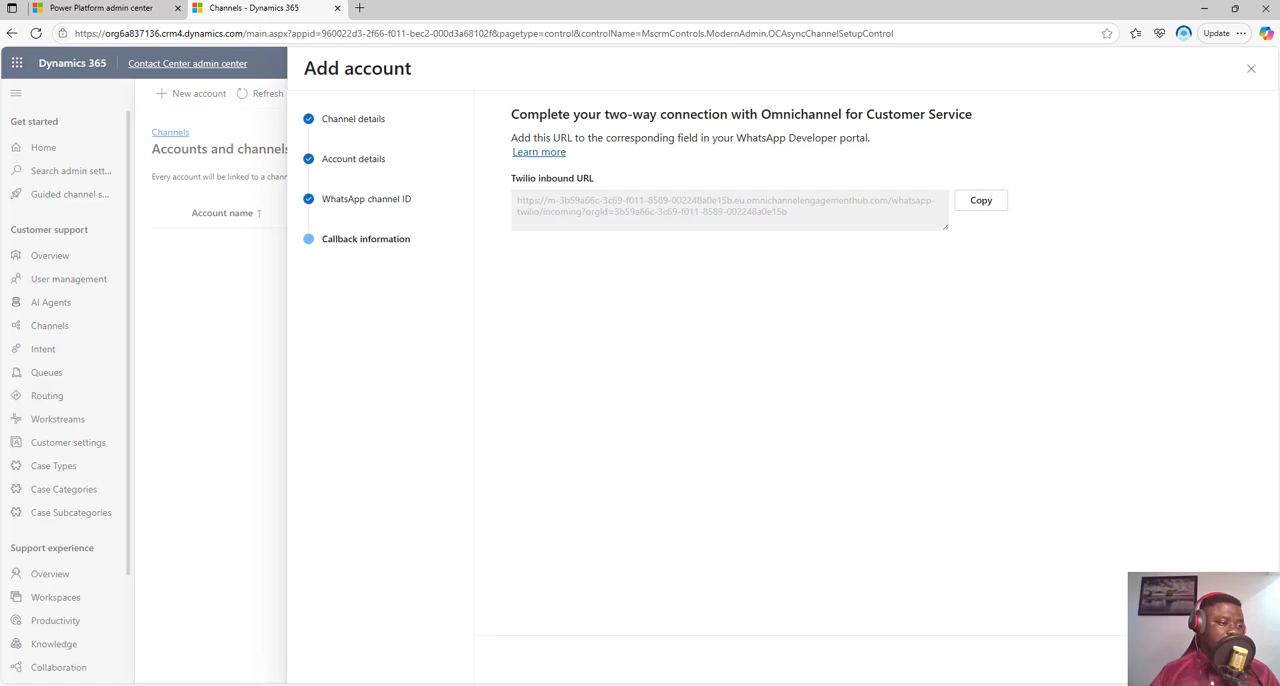 Power Platform admin center
Channels - Dynamics 365
https://org6a837136.crm4.dynamics.com/main.aspx?appid=960022d3-2f66-f011-bec2-000d3a68102f&pagetype=control&controlName=MscrmControls.ModernAdmin.OCAsyncChannelSetupControl
Update
Dynamics 365
Contact Center admin center
Add account
New account
Refresh
Get started
Home
Search admin sett...
Guided channel s...
Customer support
Overview
User management
AI Agents
Channels
Intent
Queues
Routing
Workstreams
Customer settings
Case Types
Case Categories
Case Subcategories
Support experience
Overview
Workspaces
Productivity
Knowledge
Collaboration
Channels
Accounts and channels
Every account will be linked to a chann
Account name ↑
Channel details
Account details
WhatsApp channel ID
Callback information
Complete your two-way connection with Omnichannel for Customer Service
Add this URL to the corresponding field in your WhatsApp Developer portal.
Learn more
Twilio inbound URL
https://m-3b59a66c-3c69-f011-8589-002248a0e15b.eu.omnichannelengagementhub.com/whatsapp-
twilio/incoming?orgId=3b59a66c-3c69-f011-8589-002248a0e15b
Copy